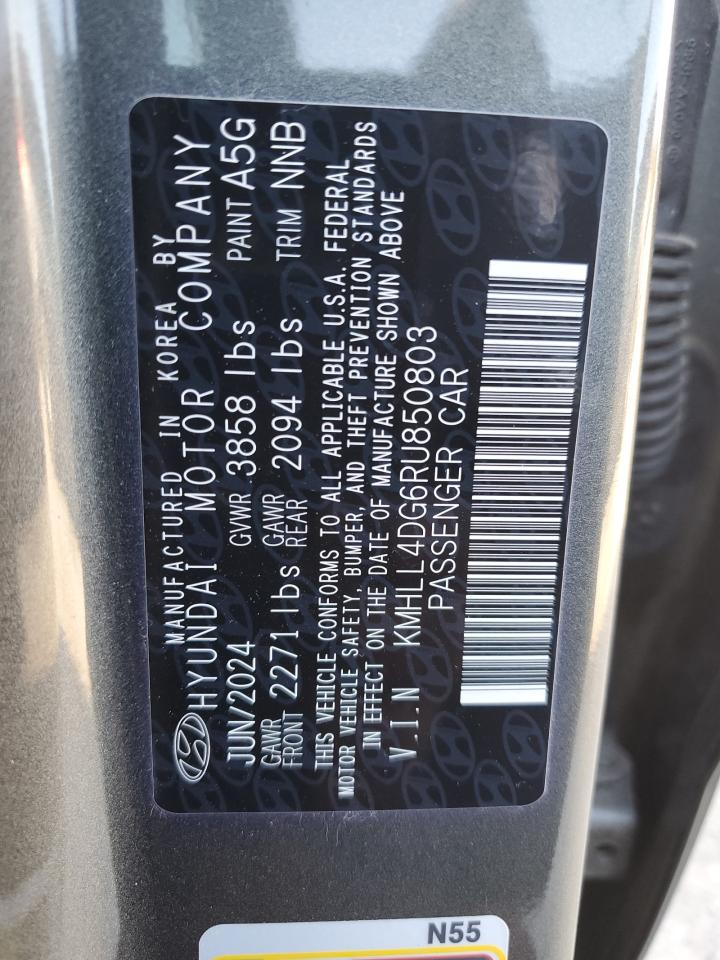 MANUFACTURED IN KOREA BY
HYUNDAI MOTOR COMPANY
JUN/2024 GVWR 3858 lbs PAINT A5G
GAWR FRONT 2271 lbs GAWR REAR 2094 lbs TRIM NNB
THIS VEHICLE CONFORMS TO ALL APPLICABLE U.S.A. FEDERAL
MOTOR VEHICLE SAFETY, BUMPER, AND THEFT PREVENTION STANDARDS
IN EFFECT ON THE DATE OF MANUFACTURE SHOWN ABOVE
V.I.N KMHLL4DG6RU850803
PASSENGER CAR
N55